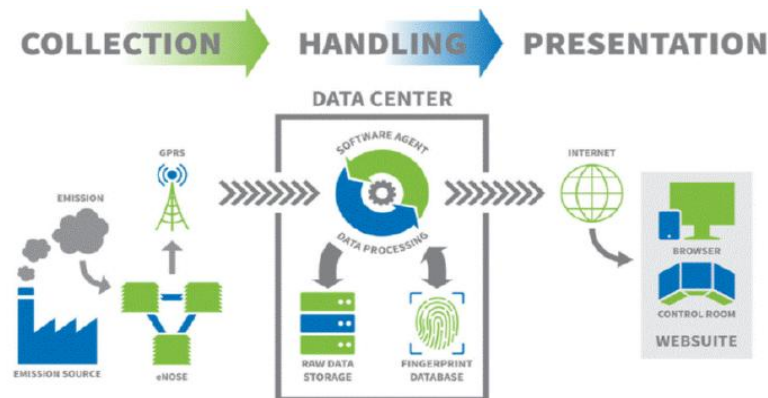 COLLECTION
HANDLING
PRESENTATION
DATA CENTER
SOFTWARE AGENT
DATA PROCESSING
GPRS
EMISSION
INTERNET
BROWSER
CONTROL ROOM
WEBSUITE
EMISSION SOURCE
eNOSE
RAW DATA
STORAGE
FINGERPRINT
DATABASE